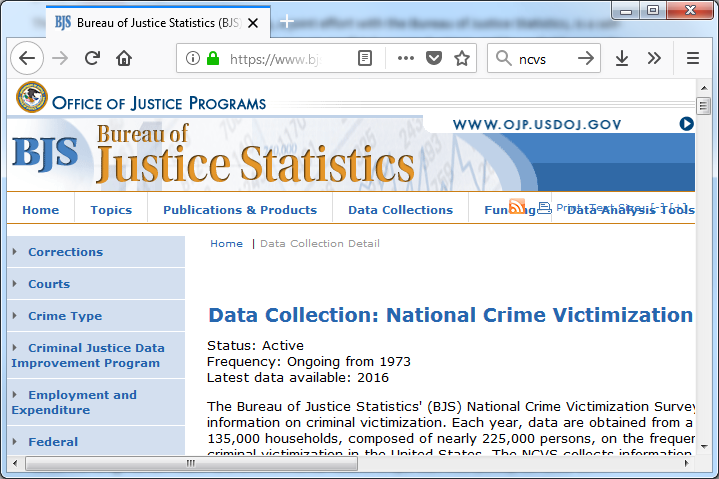 BJS Bureau of Justice Statistics (BJS)
https://www.bj
ncvs
OFFICE OF JUSTICE PROGRAMS
WWW.OJP.USDOJ.GOV
BJS Bureau of
Justice Statistics
Home Topics Publications & Products Data Collections Funding Data Analysis Tools
Print Text Size: [-] [+]
Home | Data Collection Detail
Corrections
Courts
Crime Type
Criminal Justice Data
Improvement Program
Employment and
Expenditure
Federal
Data Collection: National Crime Victimization
Status: Active
Frequency: Ongoing from 1973
Latest data available: 2016
The Bureau of Justice Statistics' (BJS) National Crime Victimization Survey
information on criminal victimization. Each year, data are obtained from a
135,000 households, composed of nearly 225,000 persons, on the frequen
criminal victimization in the United States. The NCVS collects information